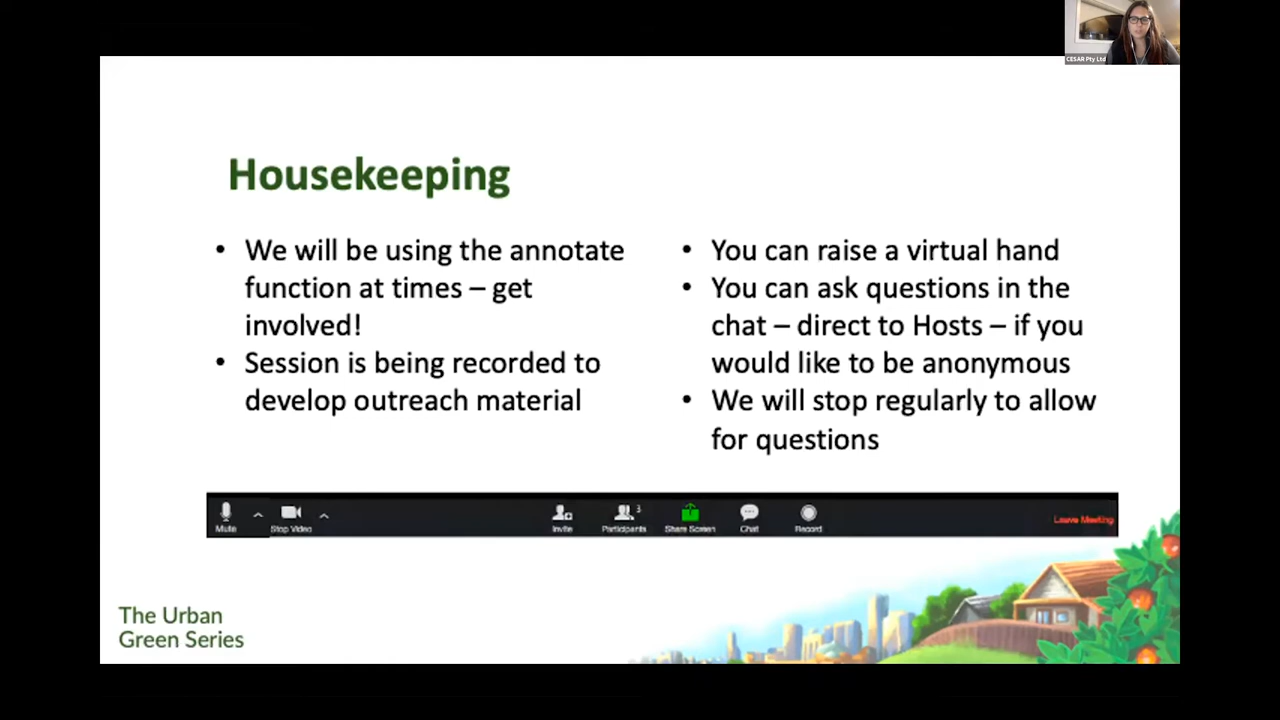 CESAR Pty Ltd
Housekeeping
• We will be using the annotate
function at times – get
involved!
• Session is being recorded to
develop outreach material
• You can raise a virtual hand
• You can ask questions in the
chat – direct to Hosts – if you
would like to be anonymous
• We will stop regularly to allow
for questions
Mute
Stop Video
Invite
3
Participants
Share Screen
Chat
Record
Leave Meeting
The Urban
Green Series